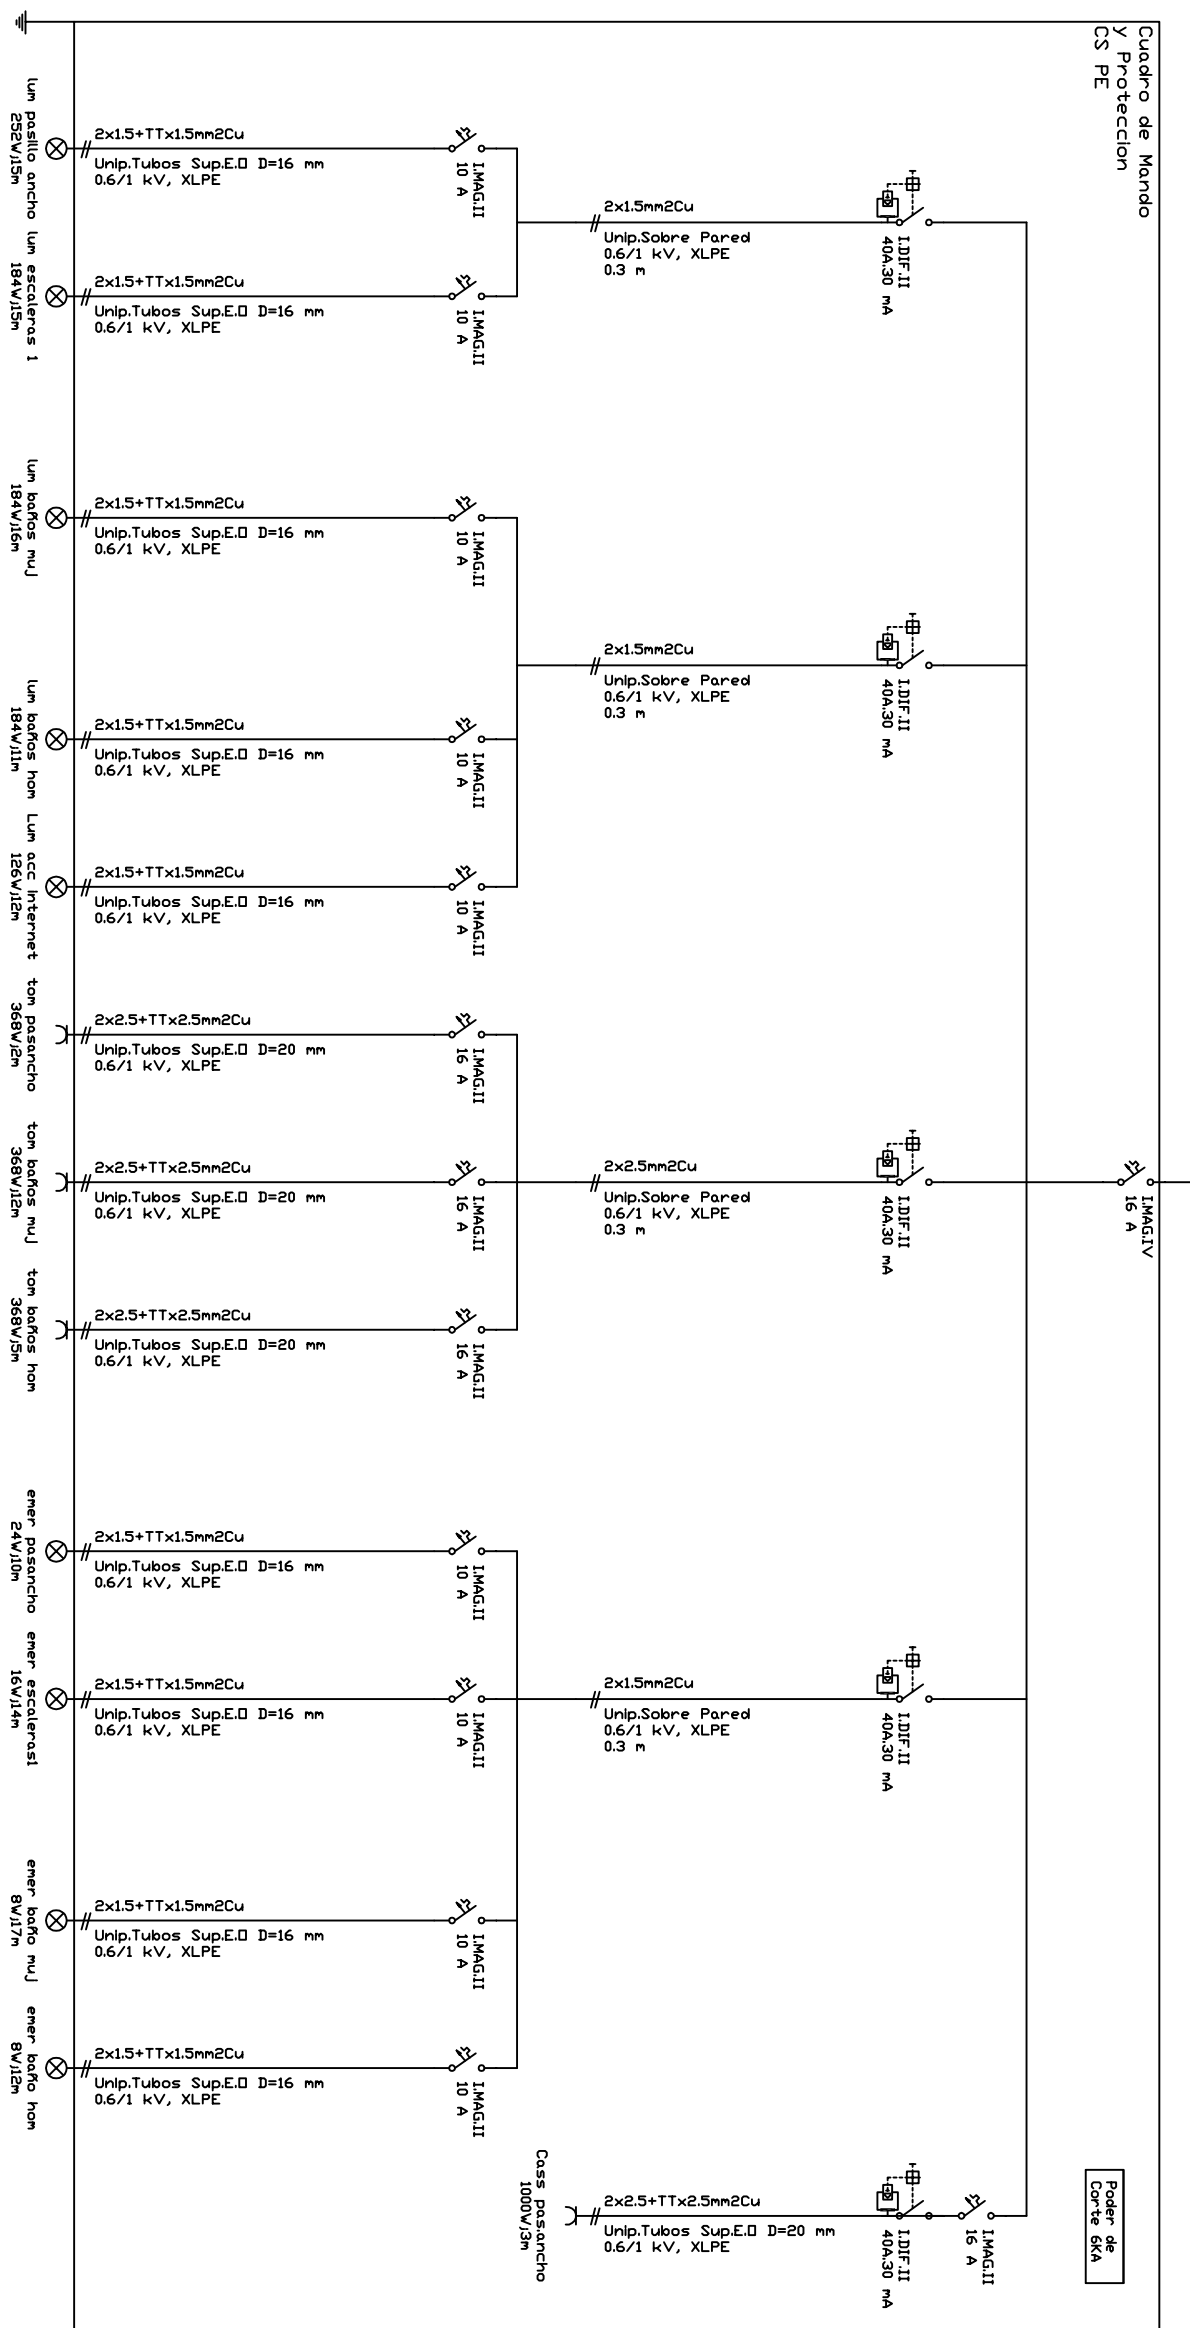 Cuadro de Mando
y Proteccion
CS PE
I.MAG.IV
16 A
Poder de
Corte 6KA
I.DIF.II
40A.30 mA
2x1.5mm2Cu
Unip.Sobre Pared
0.6/1 kV, XLPE
0.3 m
I.MAG.II
10 A
2x1.5+TTx1.5mm2Cu
Unip.Tubos Sup.E.O D=16 mm
0.6/1 kV, XLPE
lum pasillo ancho
252W;15m
I.MAG.II
10 A
2x1.5+TTx1.5mm2Cu
Unip.Tubos Sup.E.O D=16 mm
0.6/1 kV, XLPE
lum escaleras 1
184W;15m
I.DIF.II
40A.30 mA
2x1.5mm2Cu
Unip.Sobre Pared
0.6/1 kV, XLPE
0.3 m
I.MAG.II
10 A
2x1.5+TTx1.5mm2Cu
Unip.Tubos Sup.E.O D=16 mm
0.6/1 kV, XLPE
lum baños muj
184W;16m
I.MAG.II
10 A
2x1.5+TTx1.5mm2Cu
Unip.Tubos Sup.E.O D=16 mm
0.6/1 kV, XLPE
lum baños hom
184W;11m
I.MAG.II
10 A
2x1.5+TTx1.5mm2Cu
Unip.Tubos Sup.E.O D=16 mm
0.6/1 kV, XLPE
Lum acc internet
126W;12m
I.DIF.II
40A.30 mA
2x2.5mm2Cu
Unip.Sobre Pared
0.6/1 kV, XLPE
0.3 m
I.MAG.II
16 A
2x2.5+TTx2.5mm2Cu
Unip.Tubos Sup.E.O D=20 mm
0.6/1 kV, XLPE
tom pasancho
368W;2m
I.MAG.II
16 A
2x2.5+TTx2.5mm2Cu
Unip.Tubos Sup.E.O D=20 mm
0.6/1 kV, XLPE
tom baños muj
368W;12m
I.MAG.II
16 A
2x2.5+TTx2.5mm2Cu
Unip.Tubos Sup.E.O D=20 mm
0.6/1 kV, XLPE
tom baños hom
368W;5m
I.DIF.II
40A.30 mA
2x1.5mm2Cu
Unip.Sobre Pared
0.6/1 kV, XLPE
0.3 m
I.MAG.II
10 A
2x1.5+TTx1.5mm2Cu
Unip.Tubos Sup.E.O D=16 mm
0.6/1 kV, XLPE
emer pasancho
24W;10m
I.MAG.II
10 A
2x1.5+TTx1.5mm2Cu
Unip.Tubos Sup.E.O D=16 mm
0.6/1 kV, XLPE
emer escaleras1
16W;14m
I.MAG.II
10 A
2x1.5+TTx1.5mm2Cu
Unip.Tubos Sup.E.O D=16 mm
0.6/1 kV, XLPE
emer baño muj
8W;17m
I.MAG.II
10 A
2x1.5+TTx1.5mm2Cu
Unip.Tubos Sup.E.O D=16 mm
0.6/1 kV, XLPE
emer baño hom
8W;12m
I.MAG.II
16 A
I.DIF.II
40A.30 mA
2x2.5+TTx2.5mm2Cu
Unip.Tubos Sup.E.O D=20 mm
0.6/1 kV, XLPE
Cass pas.ancho
1000W;3m